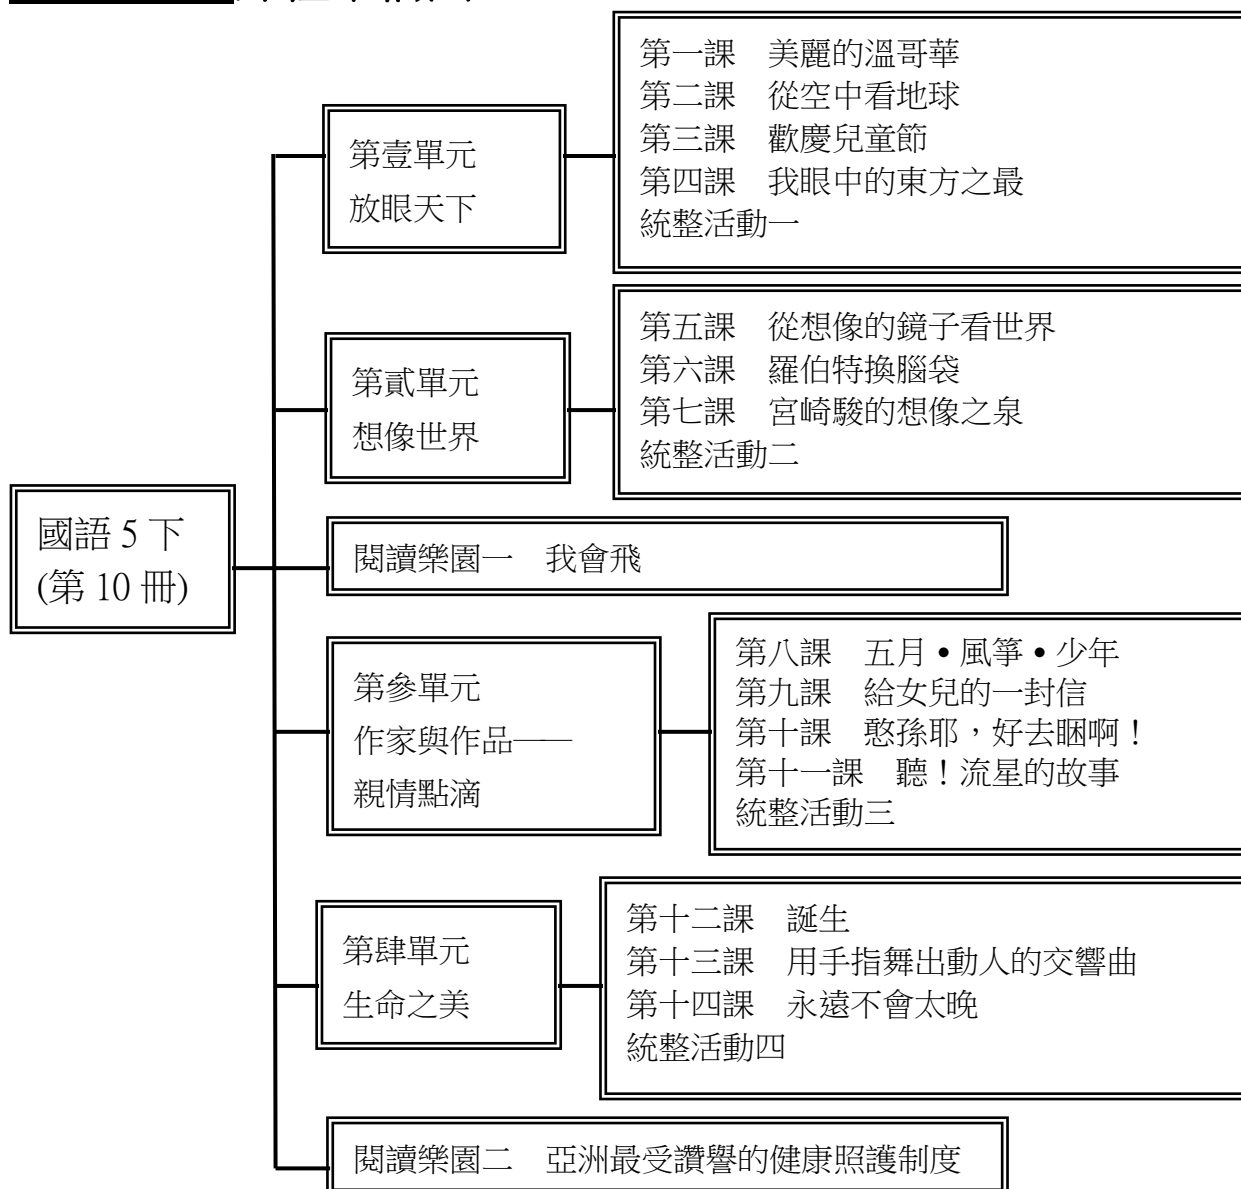 國語 5 下
(第 10 冊)
第壹單元
放眼天下
第一課　美麗的溫哥華
第二課　從空中看地球
第三課　歡慶兒童節
第四課　我眼中的東方之最
統整活動一
第貳單元
想像世界
第五課　從想像的鏡子看世界
第六課　羅伯特換腦袋
第七課　宮崎駿的想像之泉
統整活動二
閱讀樂園一　我會飛
第參單元
作家與作品——
親情點滴
第八課　五月•風箏•少年
第九課　給女兒的一封信
第十課　憨孫耶，好去睏啊！
第十一課　聽！流星的故事
統整活動三
第肆單元
生命之美
第十二課　誕生
第十三課　用手指舞出動人的交響曲
第十四課　永遠不會太晚
統整活動四
閱讀樂園二　亞洲最受讚譽的健康照護制度